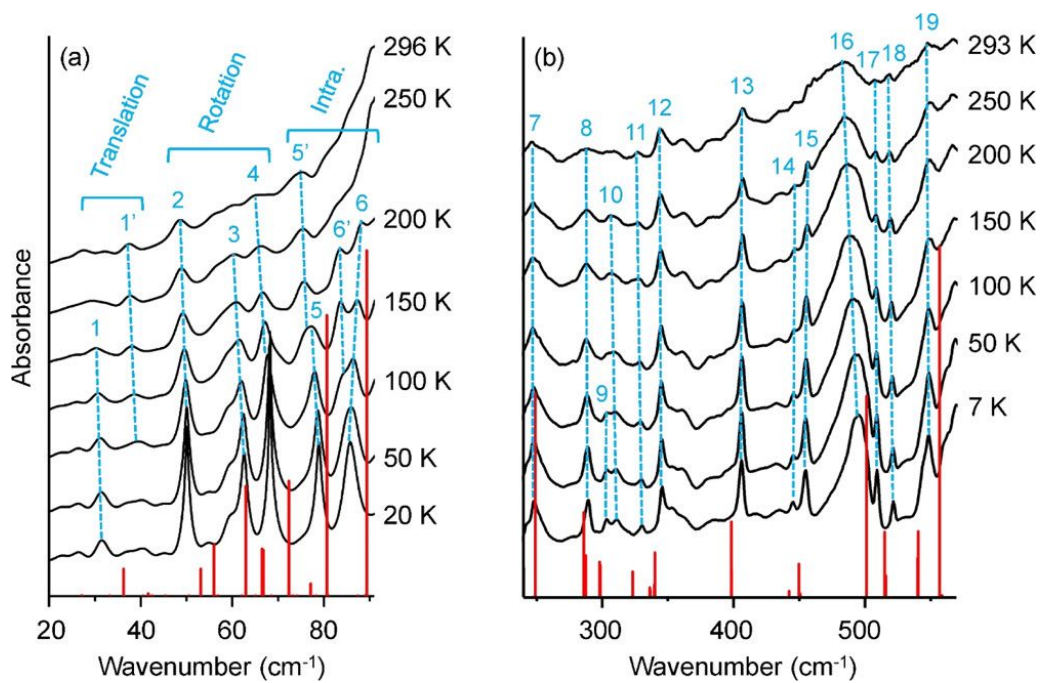 (a)
Translation
Rotation
Intra.
296 K
250 K
200 K
150 K
100 K
50 K
20 K
1
1’
2
3
4
5’
5
6’
6
Absorbance
20 40 60 80
Wavenumber (cm-1)
(b)
293 K
250 K
200 K
150 K
100 K
50 K
7 K
7
8
9
10
11
12
13
14
15
16
17
18
19
Absorbance
300 400 500
Wavenumber (cm-1)